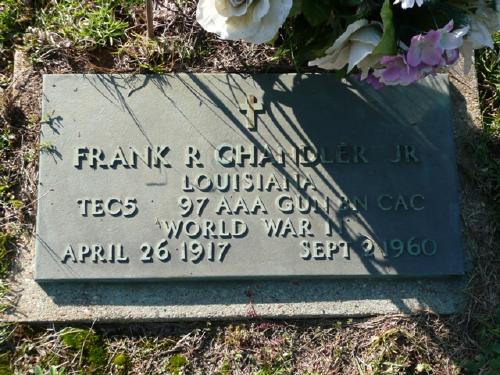 FRANK R CHANDLER JR
LOUISIANA
TEC5 97 AAA GUN BN CAC
WORLD WAR II
APRIL 26 1917 SEPT 2 1960